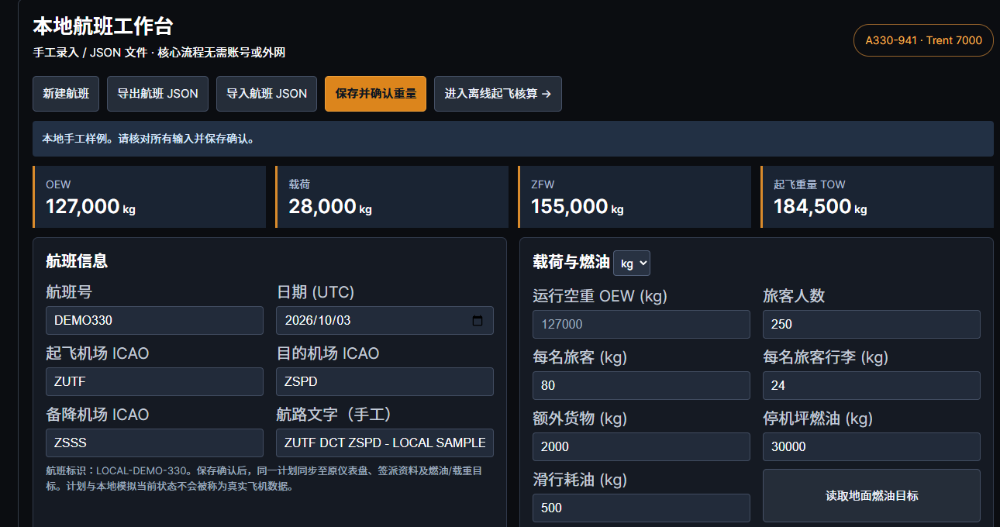 本地航班工作台
手工录入 / JSON 文件 · 核心流程无需账号或外网
A330-941 · Trent 7000
新建航班 导出航班 JSON 导入航班 JSON 保存并确认重量 进入离线起飞核算 →
本地手工样例。请核对所有输入并保存确认。
OEW
127,000 kg
载荷
28,000 kg
ZFW
155,000 kg
起飞重量 TOW
184,500 kg
航班信息
航班号
DEMO330
日期 (UTC)
2026/10/03
起飞机场 ICAO
ZUTF
目的机场 ICAO
ZSPD
备降机场 ICAO
ZSSS
航路文字（手工）
ZUTF DCT ZSPD - LOCAL SAMPLE
航班标识：LOCAL-DEMO-330。保存确认后，同一计划同步至原仪表盘、签派资料及燃油/载重目
标。计划与本地模拟当前状态不会被称为真实飞机数据。
载荷与燃油 kg
运行空重 OEW (kg)
127000
旅客人数
250
每名旅客 (kg)
80
每名旅客行李 (kg)
24
额外货物 (kg)
2000
停机坪燃油 (kg)
30000
滑行耗油 (kg)
500
读取地面燃油目标